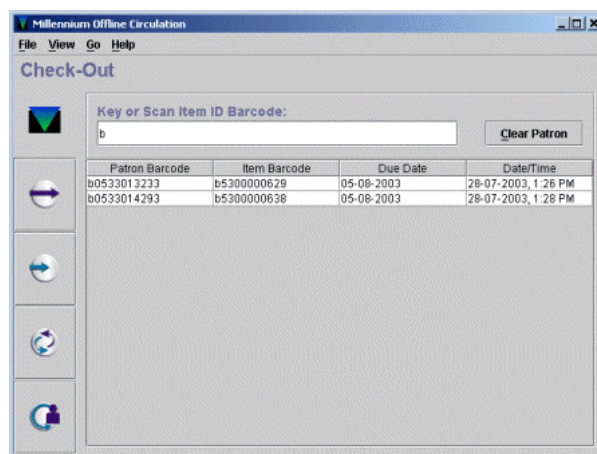 Millennium Offline Circulation
File View Go Help
Check-Out
Key or Scan Item ID Barcode:
b
Clear Patron
Patron Barcode Item Barcode Due Date Date/Time
b0533013233 b5300000629 05-08-2003 28-07-2003, 1:26 PM
b0533014293 b5300000638 05-08-2003 28-07-2003, 1:28 PM